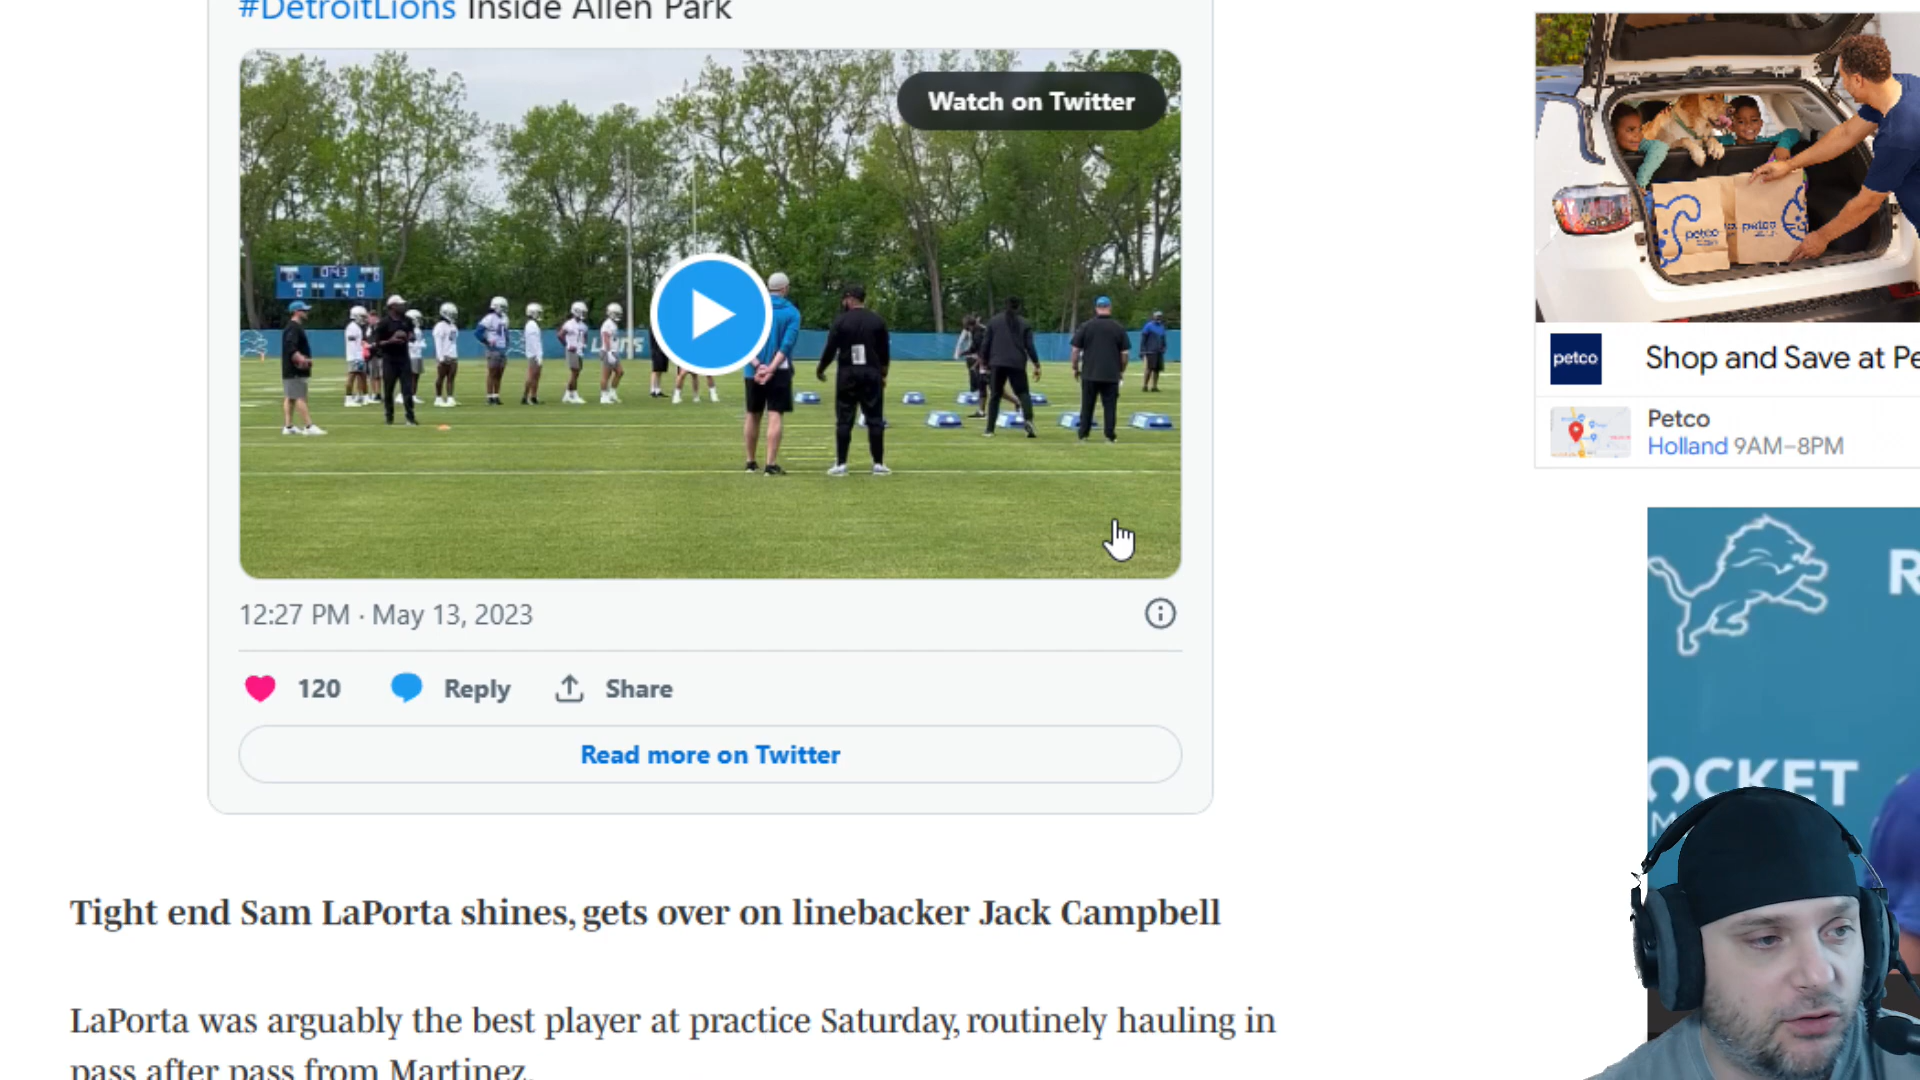 #DetroitLions Inside Allen Park
Watch on Twitter
12:27 PM · May 13, 2023
120 Reply Share
Read more on Twitter
Tight end Sam LaPorta shines, gets over on linebacker Jack Campbell
LaPorta was arguably the best player at practice Saturday, routinely hauling in
pass after pass from Martinez.
petco petco
petco Shop and Save at Pe
Petco
Holland 9AM–8PM
R
OCKET
M